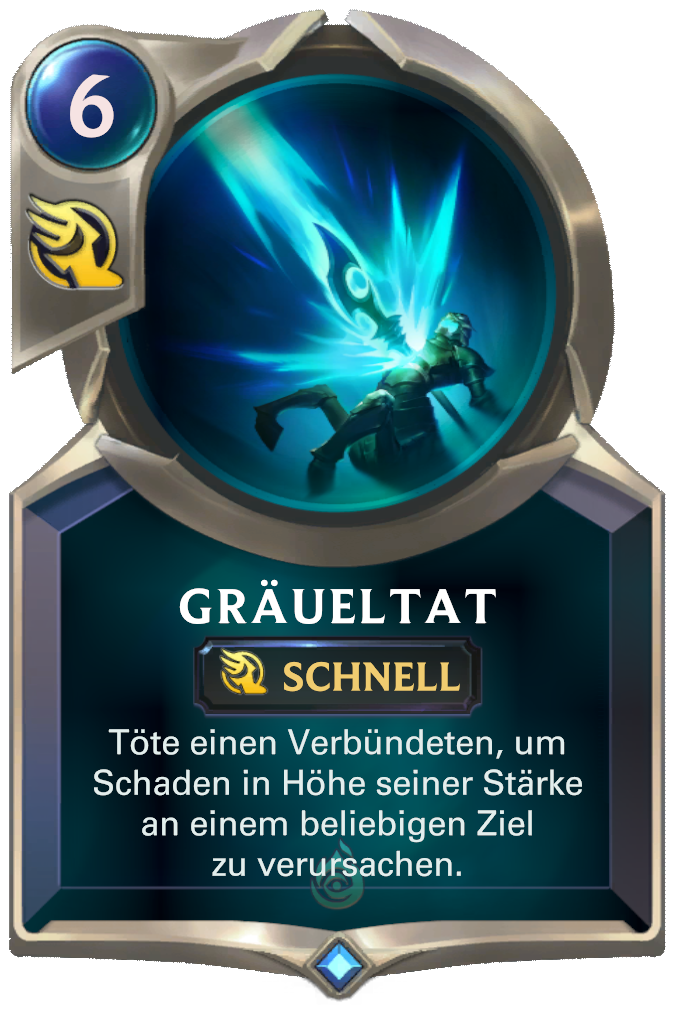 6
GRÄUELTAT
SCHNELL
Töte einen Verbündeten, um
Schaden in Höhe seiner Stärke
an einem beliebigen Ziel
zu verursachen.